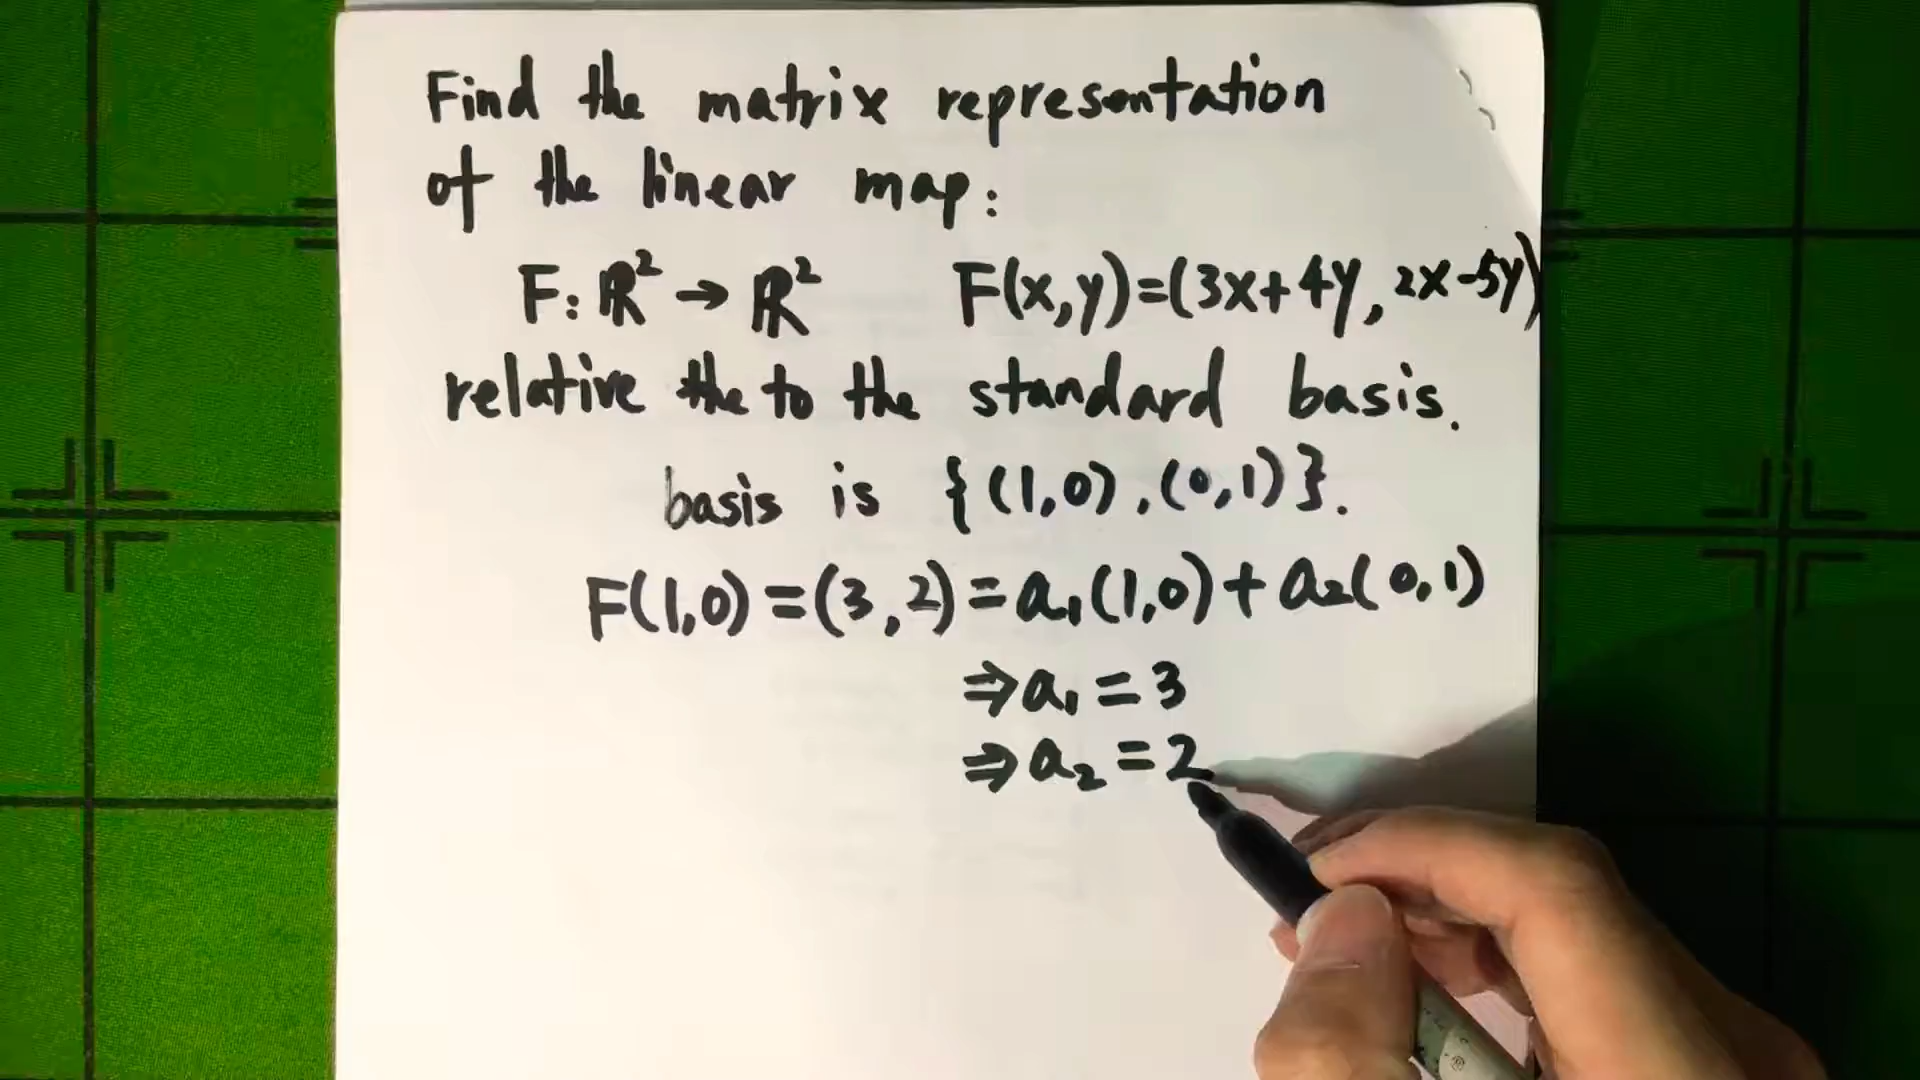 Find the matrix representation
of the linear map:
F: ℝ² → ℝ² F(x,y)=(3x+4y, 2x-5y)
relative the to the standard basis.
basis is {(1,0),(0,1)}.
F(1,0)=(3,2)=a₁(1,0)+a₂(0,1)
⇒a₁=3
⇒a₂=2